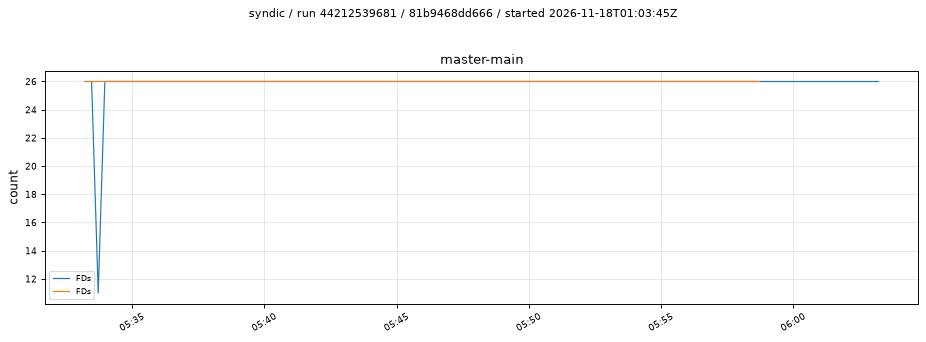 syndic / run 44212539681 / 81b9468dd666 / started 2026-11-18T01:03:45Z
master-main
count
26
24
22
20
18
16
14
12
FDs
FDs
05:35
05:40
05:45
05:50
05:55
06:00